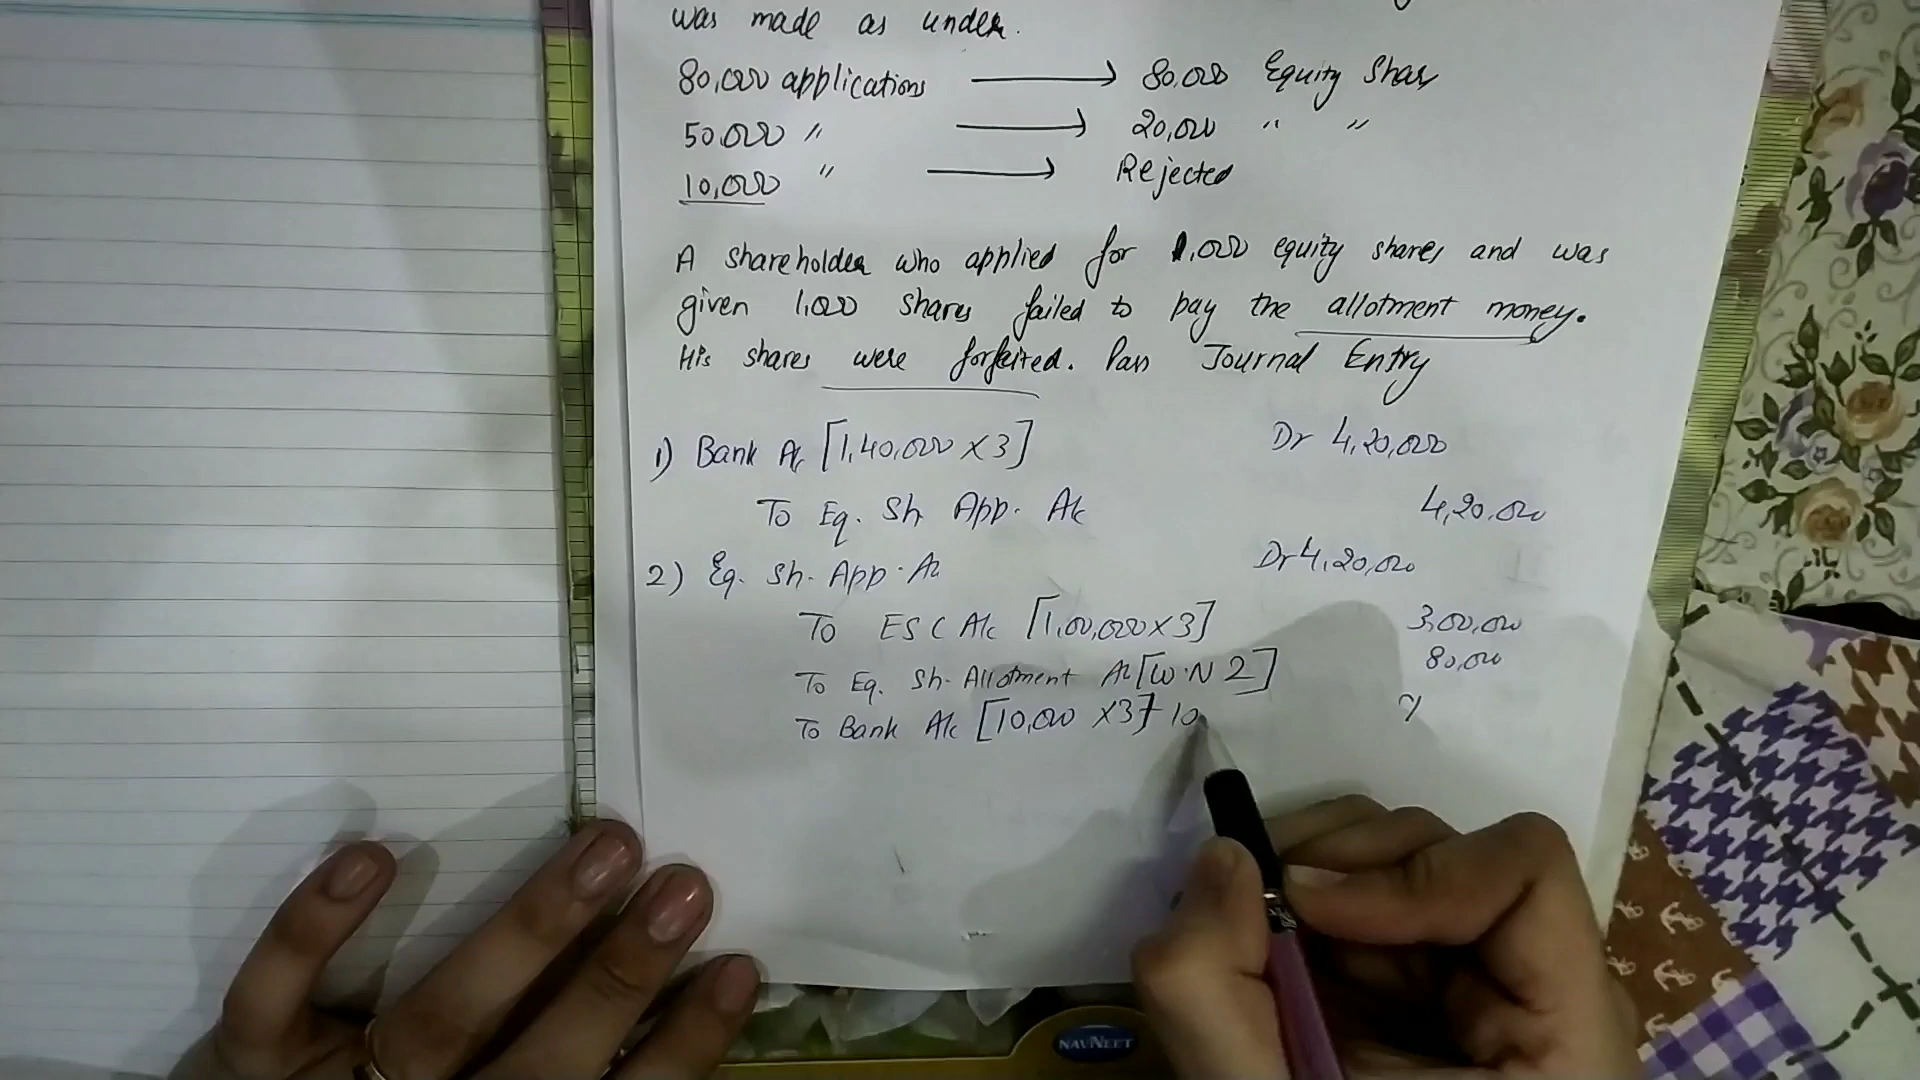 was made as under.
80,000 applications → 80,000 Equity Shar
50,000 〃 → 20,000 〃 〃
10,000 〃 → Rejected
A shareholder who applied for 1,000 equity shares and was
given 1,000 shares failed to pay the allotment money.
His shares were forfeited. Pass Journal Entry
1) Bank A/c [1,40,000 X 3] Dr 4,20,000
To Eq. Sh. App. A/c 4,20,000
2) Eq. Sh. App. A/c Dr 4,20,000
To ESC A/c [1,00,000 X 3] 3,00,000
To Eq. Sh. Allotment A/c [W.N 2] 80,000
To Bank A/c [10,000 X 3] + 10
NAVNEET